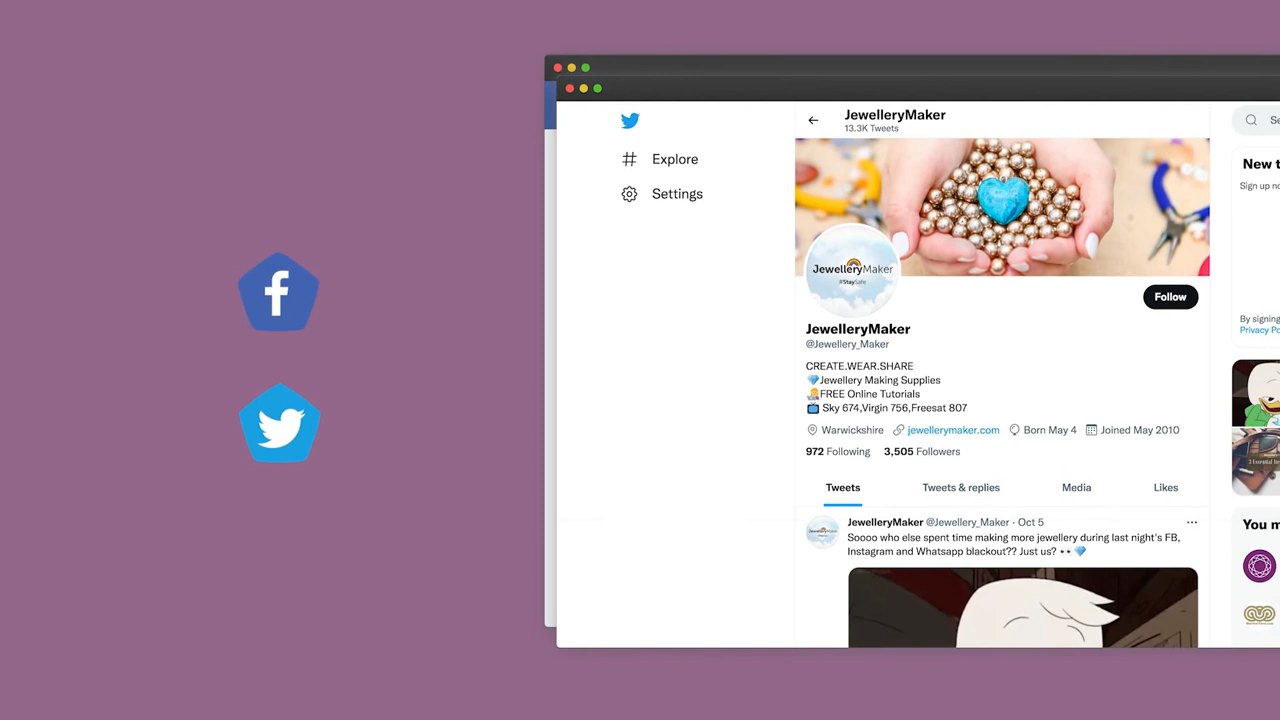 JewelleryMaker
13.3K Tweets
Explore
Settings
Se
New t
Sign up no
JewelleryMaker
#StaySafe
Follow
By signing
Privacy Po
JewelleryMaker
@Jewellery_Maker
CREATE.WEAR.SHARE
💎Jewellery Making Supplies
FREE Online Tutorials
📺 Sky 674,Virgin 756,Freesat 807
Warwickshire jewellerymaker.com Born May 4 Joined May 2010
972 Following 3,505 Followers
Tweets Tweets & replies Media Likes
JewelleryMaker @Jewellery_Maker · Oct 5 ···
Soooo who else spent time making more jewellery during last night's FB,
Instagram and Whatsapp blackout?? Just us? 👀 💎
You m